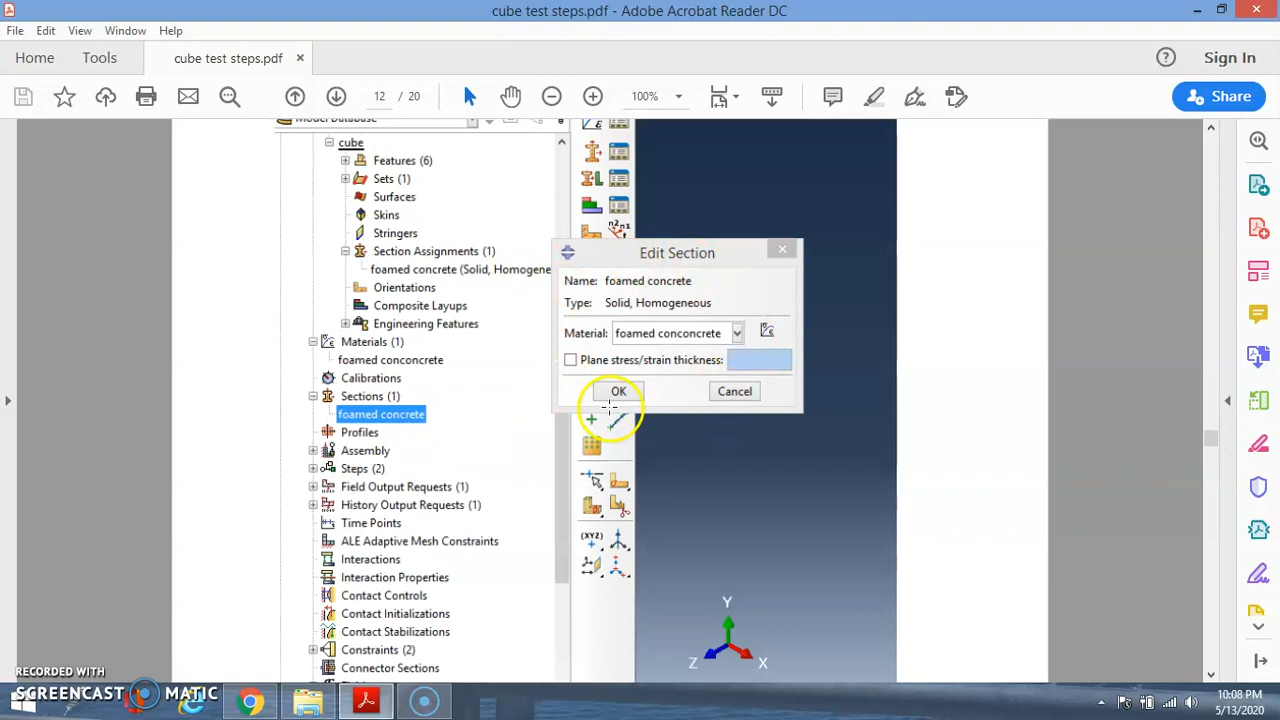 cube test steps.pdf - Adobe Acrobat Reader DC
File Edit View Window Help
Home Tools cube test steps.pdf × Sign In
12 / 20 100% Share
Model Database
cube
Features (6)
Sets (1)
Surfaces
Skins
Stringers
Section Assignments (1)
foamed concrete (Solid, Homogene
Orientations
Composite Layups
Engineering Features
Materials (1)
foamed conconcrete
Calibrations
Sections (1)
foamed concrete
Profiles
Assembly
Steps (2)
Field Output Requests (1)
History Output Requests (1)
Time Points
ALE Adaptive Mesh Constraints
Interactions
Interaction Properties
Contact Controls
Contact Initializations
Contact Stabilizations
Constraints (2)
Connector Sections
Edit Section
Name: foamed concrete
Type: Solid, Homogeneous
Material: foamed conconcrete
Plane stress/strain thickness:
OK Cancel
(XYZ)
Y
Z X
RECORDED WITH
SCREENCAST MATIC
10:08 PM
5/13/2020